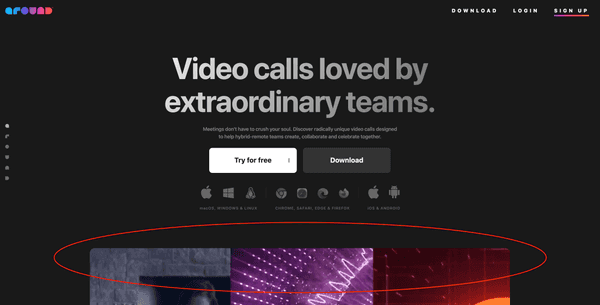 around
DOWNLOAD
LOGIN
SIGN UP
Video calls loved by
extraordinary teams.
Meetings don't have to crush your soul. Discover radically unique video calls designed
to help hybrid-remote teams create, collaborate and celebrate together.
Try for free
Download
macOS, WINDOWS & LINUX
CHROME, SAFARI, EDGE & FIREFOX
iOS & ANDROID